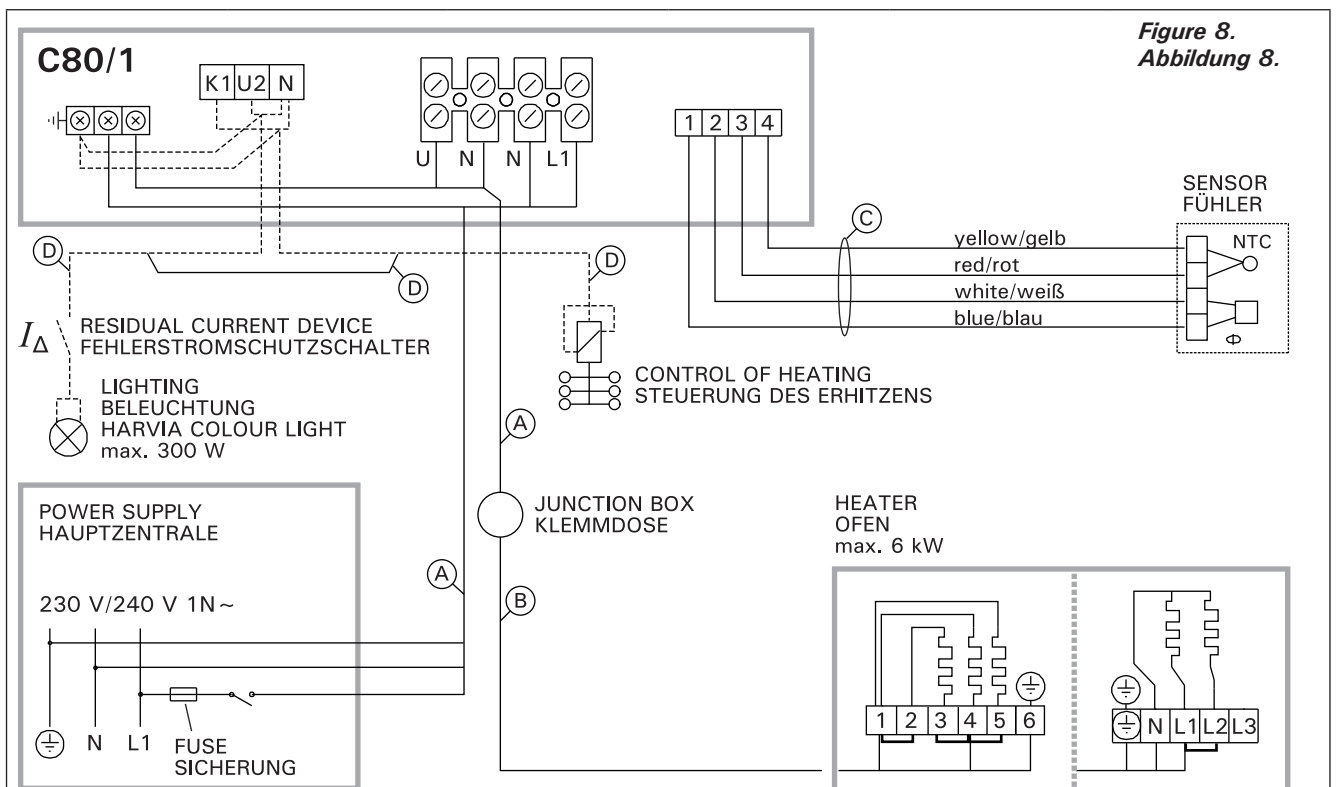 Figure 8.
Abbildung 8.
C80/1
K1 U2 N
U N N L1
1 2 3 4
SENSOR
FÜHLER
C
yellow/gelb
NTC
red/rot
white/weiß
blue/blau
Φ
D
D
D
I Δ
RESIDUAL CURRENT DEVICE
FEHLERSTROMSCHUTZSCHALTER
LIGHTING
BELEUCHTUNG
HARVIA COLOUR LIGHT
max. 300 W
CONTROL OF HEATING
STEUERUNG DES ERHITZENS
A
JUNCTION BOX
KLEMMDOSE
A
B
POWER SUPPLY
HAUPTZENTRALE
230 V/240 V 1N~
N L1
FUSE
SICHERUNG
HEATER
OFEN
max. 6 kW
1 2 3 4 5 6
N L1 L2 L3